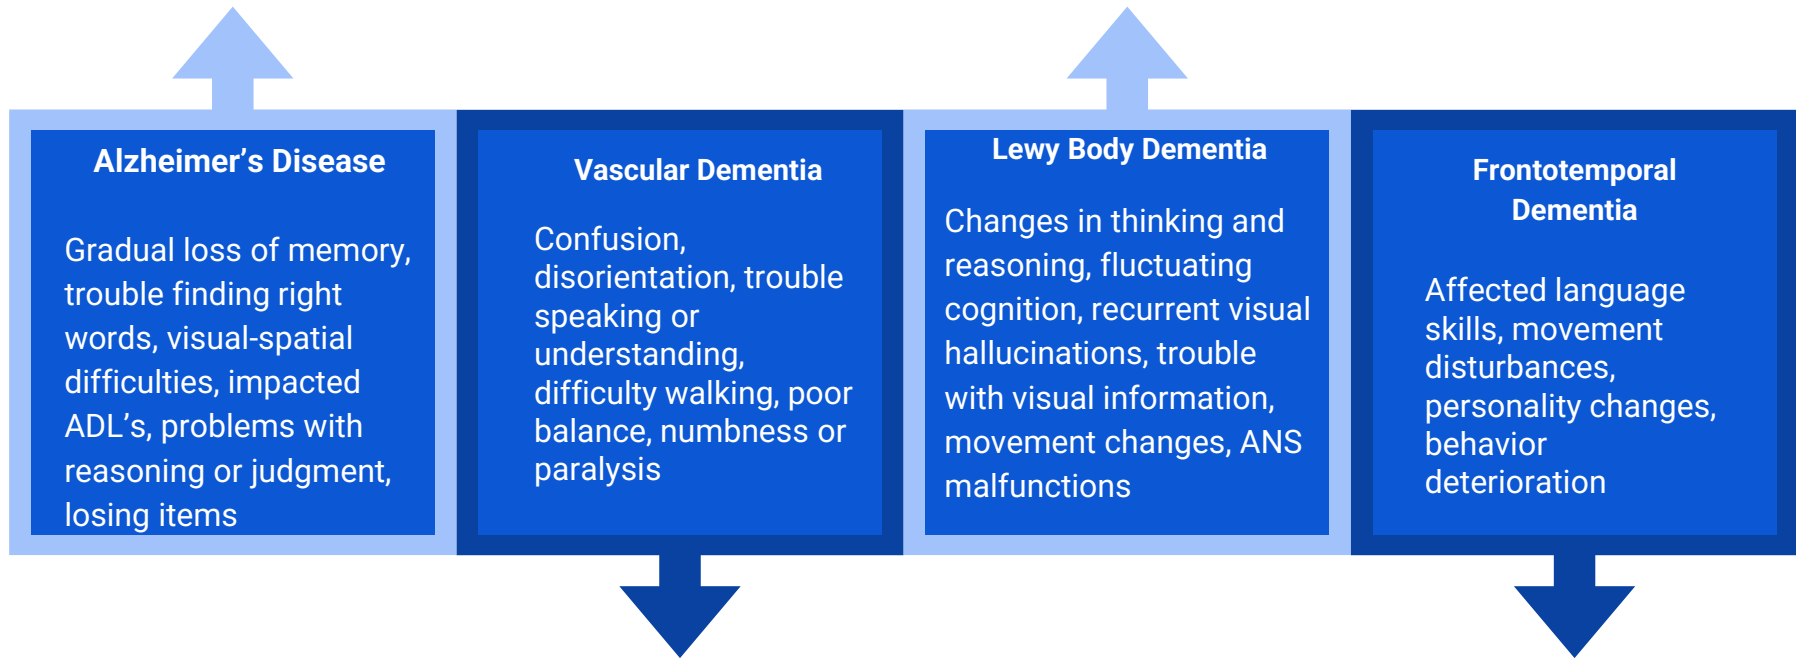 Alzheimer’s Disease
Gradual loss of memory,
trouble finding right
words, visual-spatial
difficulties, impacted
ADL’s, problems with
reasoning or judgment,
losing items
Vascular Dementia
Confusion,
disorientation, trouble
speaking or
understanding,
difficulty walking, poor
balance, numbness or
paralysis
Lewy Body Dementia
Changes in thinking and
reasoning, fluctuating
cognition, recurrent visual
hallucinations, trouble
with visual information,
movement changes, ANS
malfunctions
Frontotemporal
Dementia
Affected language
skills, movement
disturbances,
personality changes,
behavior
deterioration